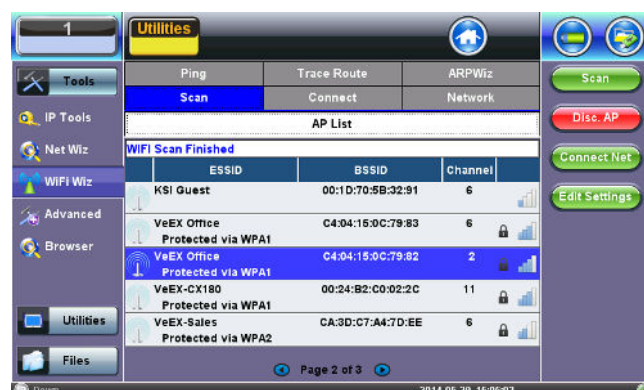 1
Utilities
Tools
IP Tools
Net Wiz
WiFi Wiz
Advanced
Browser
Utilities
Files
Ping Trace Route ARPWiz
Scan Connect Network
AP List
WIFI Scan Finished
ESSID BSSID Channel
KSI Guest 00:1D:70:5B:32:91 6
VeEX Office C4:04:15:0C:79:83 6
Protected via WPA1
VeEX Office C4:04:15:0C:79:82 2
Protected via WPA1
VeEX-CX180 00:24:B2:C0:02:2C 11
Protected via WPA1
VeEX-Sales CA:3D:C7:A4:7D:EE 6
Protected via WPA2
Page 2 of 3
Scan
Disc. AP
Connect Net
Edit Settings